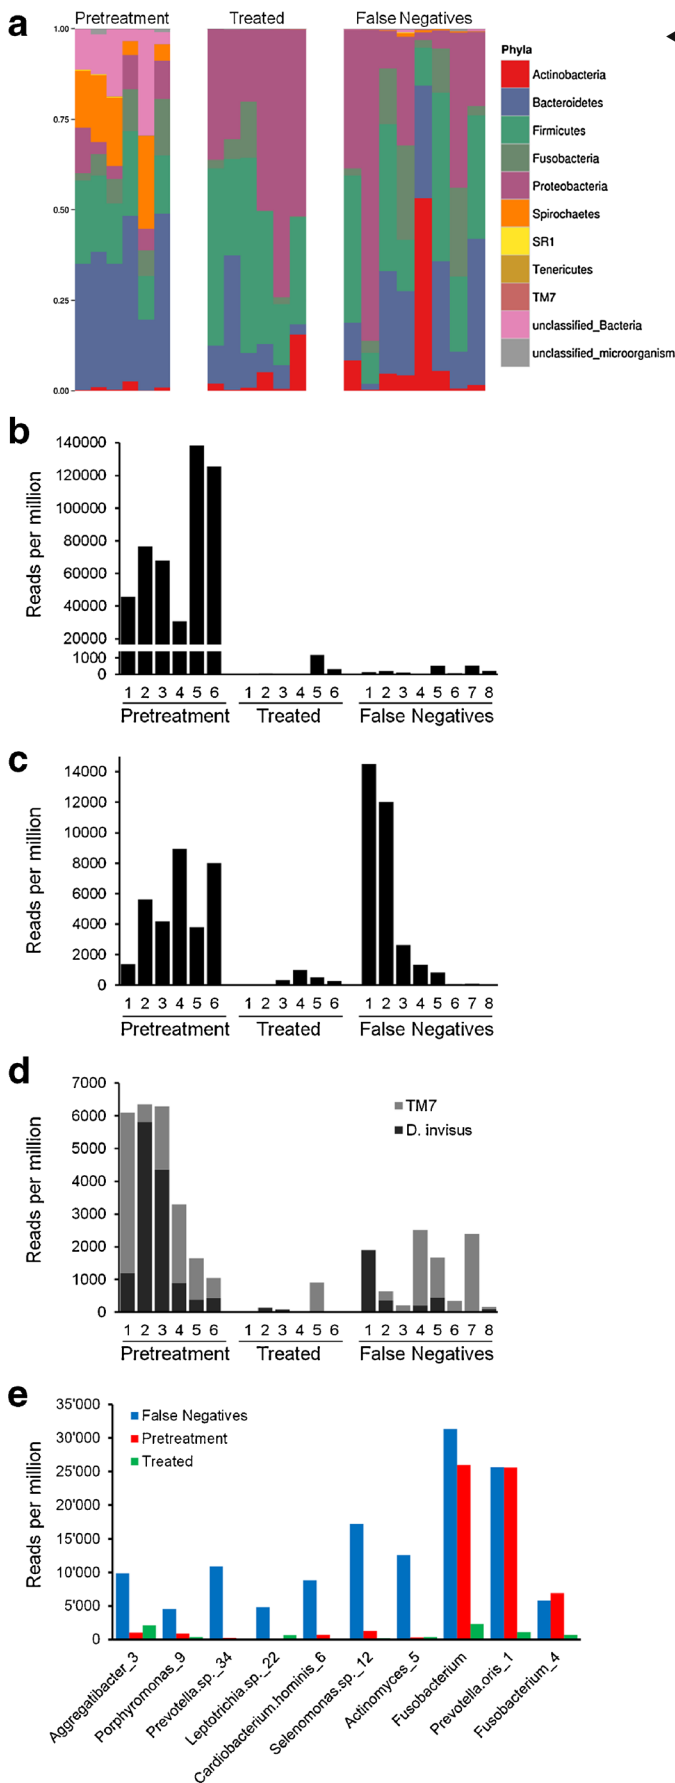 a
Pretreatment Treated False Negatives
1.00
0.75
0.50
0.25
0.00
Phyla
Actinobacteria
Bacteroidetes
Firmicutes
Fusobacteria
Proteobacteria
Spirochaetes
SR1
Tenericutes
TM7
unclassified_Bacteria
unclassified_microorganism
b
Reads per million
140000
120000
100000
80000
60000
40000
20000
1000
0
1 2 3 4 5 6 1 2 3 4 5 6 1 2 3 4 5 6 7 8
Pretreatment Treated False Negatives
c
Reads per million
14000
12000
10000
8000
6000
4000
2000
0
1 2 3 4 5 6 1 2 3 4 5 6 1 2 3 4 5 6 7 8
Pretreatment Treated False Negatives
d
Reads per million
7000
6000
5000
4000
3000
2000
1000
0
TM7
D. invisus
1 2 3 4 5 6 1 2 3 4 5 6 1 2 3 4 5 6 7 8
Pretreatment Treated False Negatives
e
Reads per million
35'000
30'000
25'000
20'000
15'000
10'000
5'000
0
False Negatives
Pretreatment
Treated
Aggregatibacter_3
Porphyromonas_9
Prevotella.sp._34
Leptotrichia.sp._22
Cardiobacterium.hominis_6
Selenomonas.sp._12
Actinomyces_5
Fusobacterium
Prevotella.oris_1
Fusobacterium_4